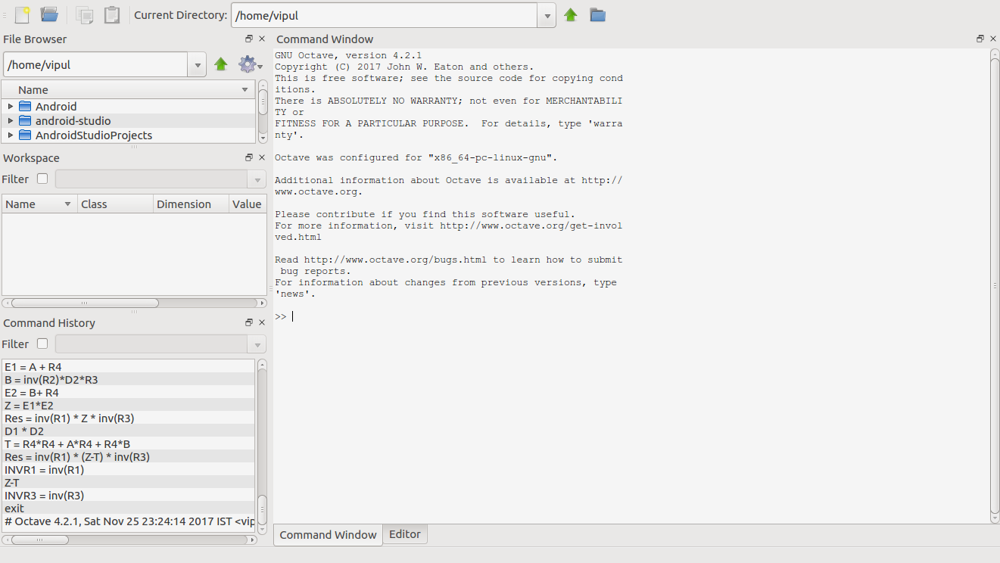 Current Directory: /home/vipul
File Browser
/home/vipul
Name
Android
android-studio
AndroidStudioProjects
Workspace
Filter
Name Class Dimension Value
Command History
Filter
E1 = A + R4
B = inv(R2)*D2*R3
E2 = B+ R4
Z = E1*E2
Res = inv(R1) * Z * inv(R3)
D1 * D2
T = R4*R4 + A*R4 + R4*B
Res = inv(R1) * (Z-T) * inv(R3)
INVR1 = inv(R1)
Z-T
INVR3 = inv(R3)
exit
# Octave 4.2.1, Sat Nov 25 23:24:14 2017 IST <vip
Command Window
GNU Octave, version 4.2.1
Copyright (C) 2017 John W. Eaton and others.
This is free software; see the source code for copying cond
itions.
There is ABSOLUTELY NO WARRANTY; not even for MERCHANTABILI
TY or
FITNESS FOR A PARTICULAR PURPOSE.  For details, type 'warra
nty'.
Octave was configured for "x86_64-pc-linux-gnu".
Additional information about Octave is available at http://
www.octave.org.
Please contribute if you find this software useful.
For more information, visit http://www.octave.org/get-invol
ved.html
Read http://www.octave.org/bugs.html to learn how to submit
bug reports.
For information about changes from previous versions, type
'news'.
>>
Command Window Editor